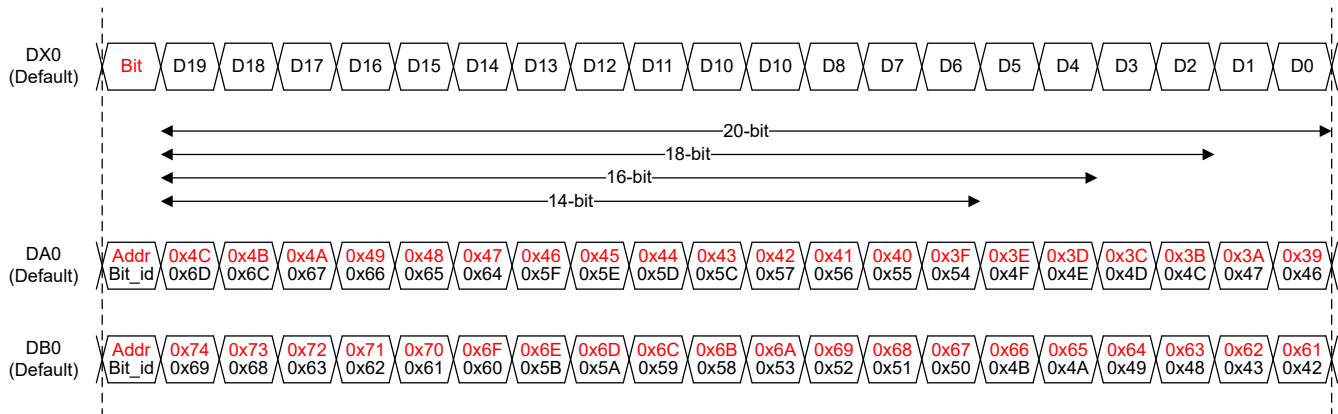 DX0
(Default)
Bit D19 D18 D17 D16 D15 D14 D13 D12 D11 D10 D10 D8 D7 D6 D5 D4 D3 D2 D1 D0
20-bit
18-bit
16-bit
14-bit
DA0
(Default)
Addr 0x4C 0x4B 0x4A 0x49 0x48 0x47 0x46 0x45 0x44 0x43 0x42 0x41 0x40 0x3F 0x3E 0x3D 0x3C 0x3B 0x3A 0x39
Bit_id 0x6D 0x6C 0x67 0x66 0x65 0x64 0x5F 0x5E 0x5D 0x5C 0x57 0x56 0x55 0x54 0x4F 0x4E 0x4D 0x4C 0x47 0x46
DB0
(Default)
Addr 0x74 0x73 0x72 0x71 0x70 0x6F 0x6E 0x6D 0x6C 0x6B 0x6A 0x69 0x68 0x67 0x66 0x65 0x64 0x63 0x62 0x61
Bit_id 0x69 0x68 0x63 0x62 0x61 0x60 0x5B 0x5A 0x59 0x58 0x53 0x52 0x51 0x50 0x4B 0x4A 0x49 0x48 0x43 0x42